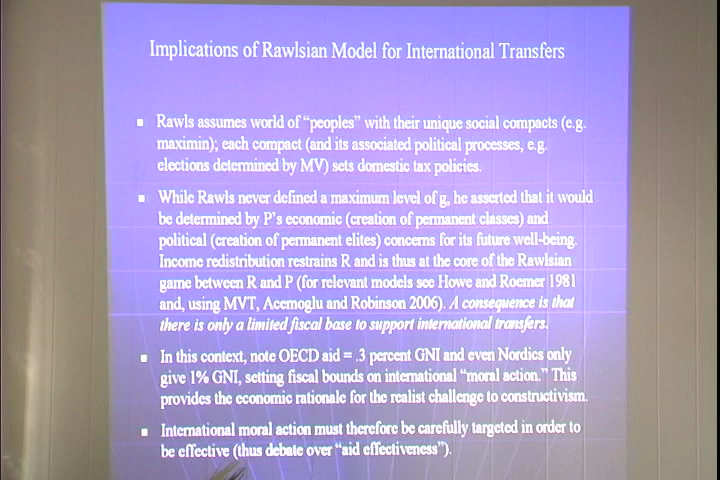 Implications of Rawlsian Model for International Transfers
Rawls assumes world of “peoples” with their unique social compacts (e.g.
maximin); each compact (and its associated political processes, e.g.
elections determined by MV) sets domestic tax policies.
While Rawls never defined a maximum level of g, he asserted that it would
be determined by P's economic (creation of permanent classes) and
political (creation of permanent elites) concerns for its future well-being.
Income redistribution restrains R and is thus at the core of the Rawlsian
game between R and P (for relevant models see Howe and Roemer 1981
and, using MVT, Acemoglu and Robinson 2006). A consequence is that
there is only a limited fiscal base to support international transfers.
In this context, note OECD aid = .3 percent GNI and even Nordics only
give 1% GNI, setting fiscal bounds on international “moral action.” This
provides the economic rationale for the realist challenge to constructivism.
International moral action must therefore be carefully targeted in order to
be effective (thus debate over “aid effectiveness”).